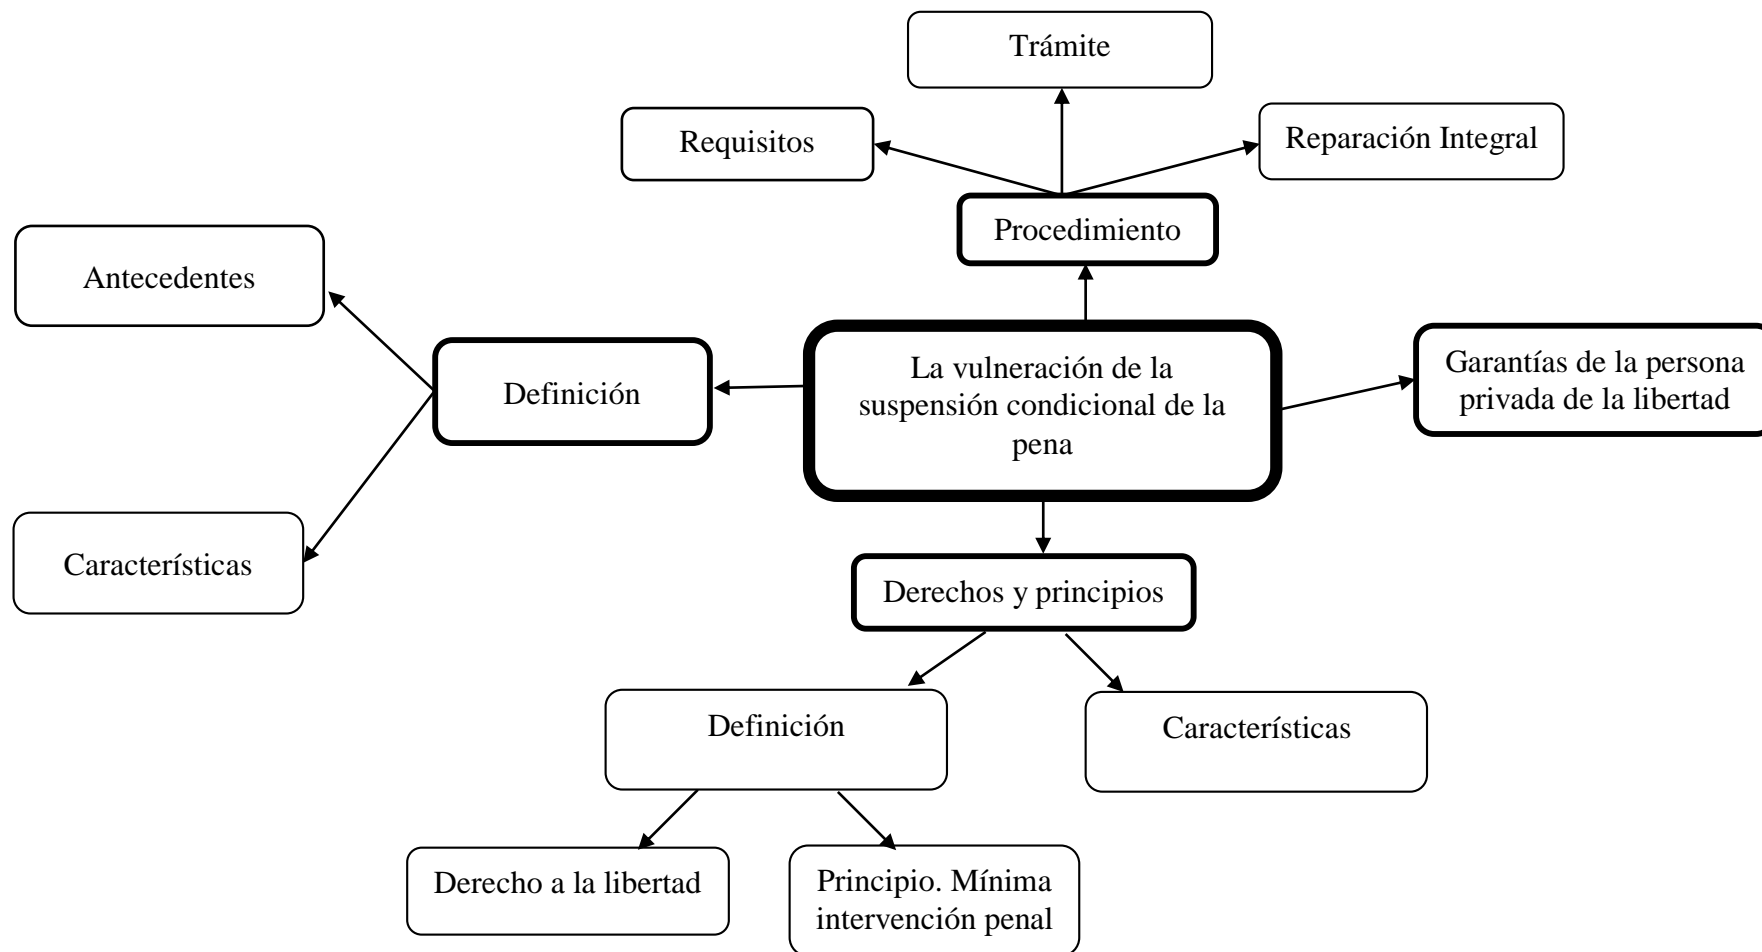 Trámite
Requisitos
Reparación Integral
Procedimiento
Antecedentes
Definición
La vulneración de la
suspensión condicional de la
pena
Garantías de la persona
privada de la libertad
Características
Derechos y principios
Definición
Características
Derecho a la libertad
Principio. Mínima
intervención penal